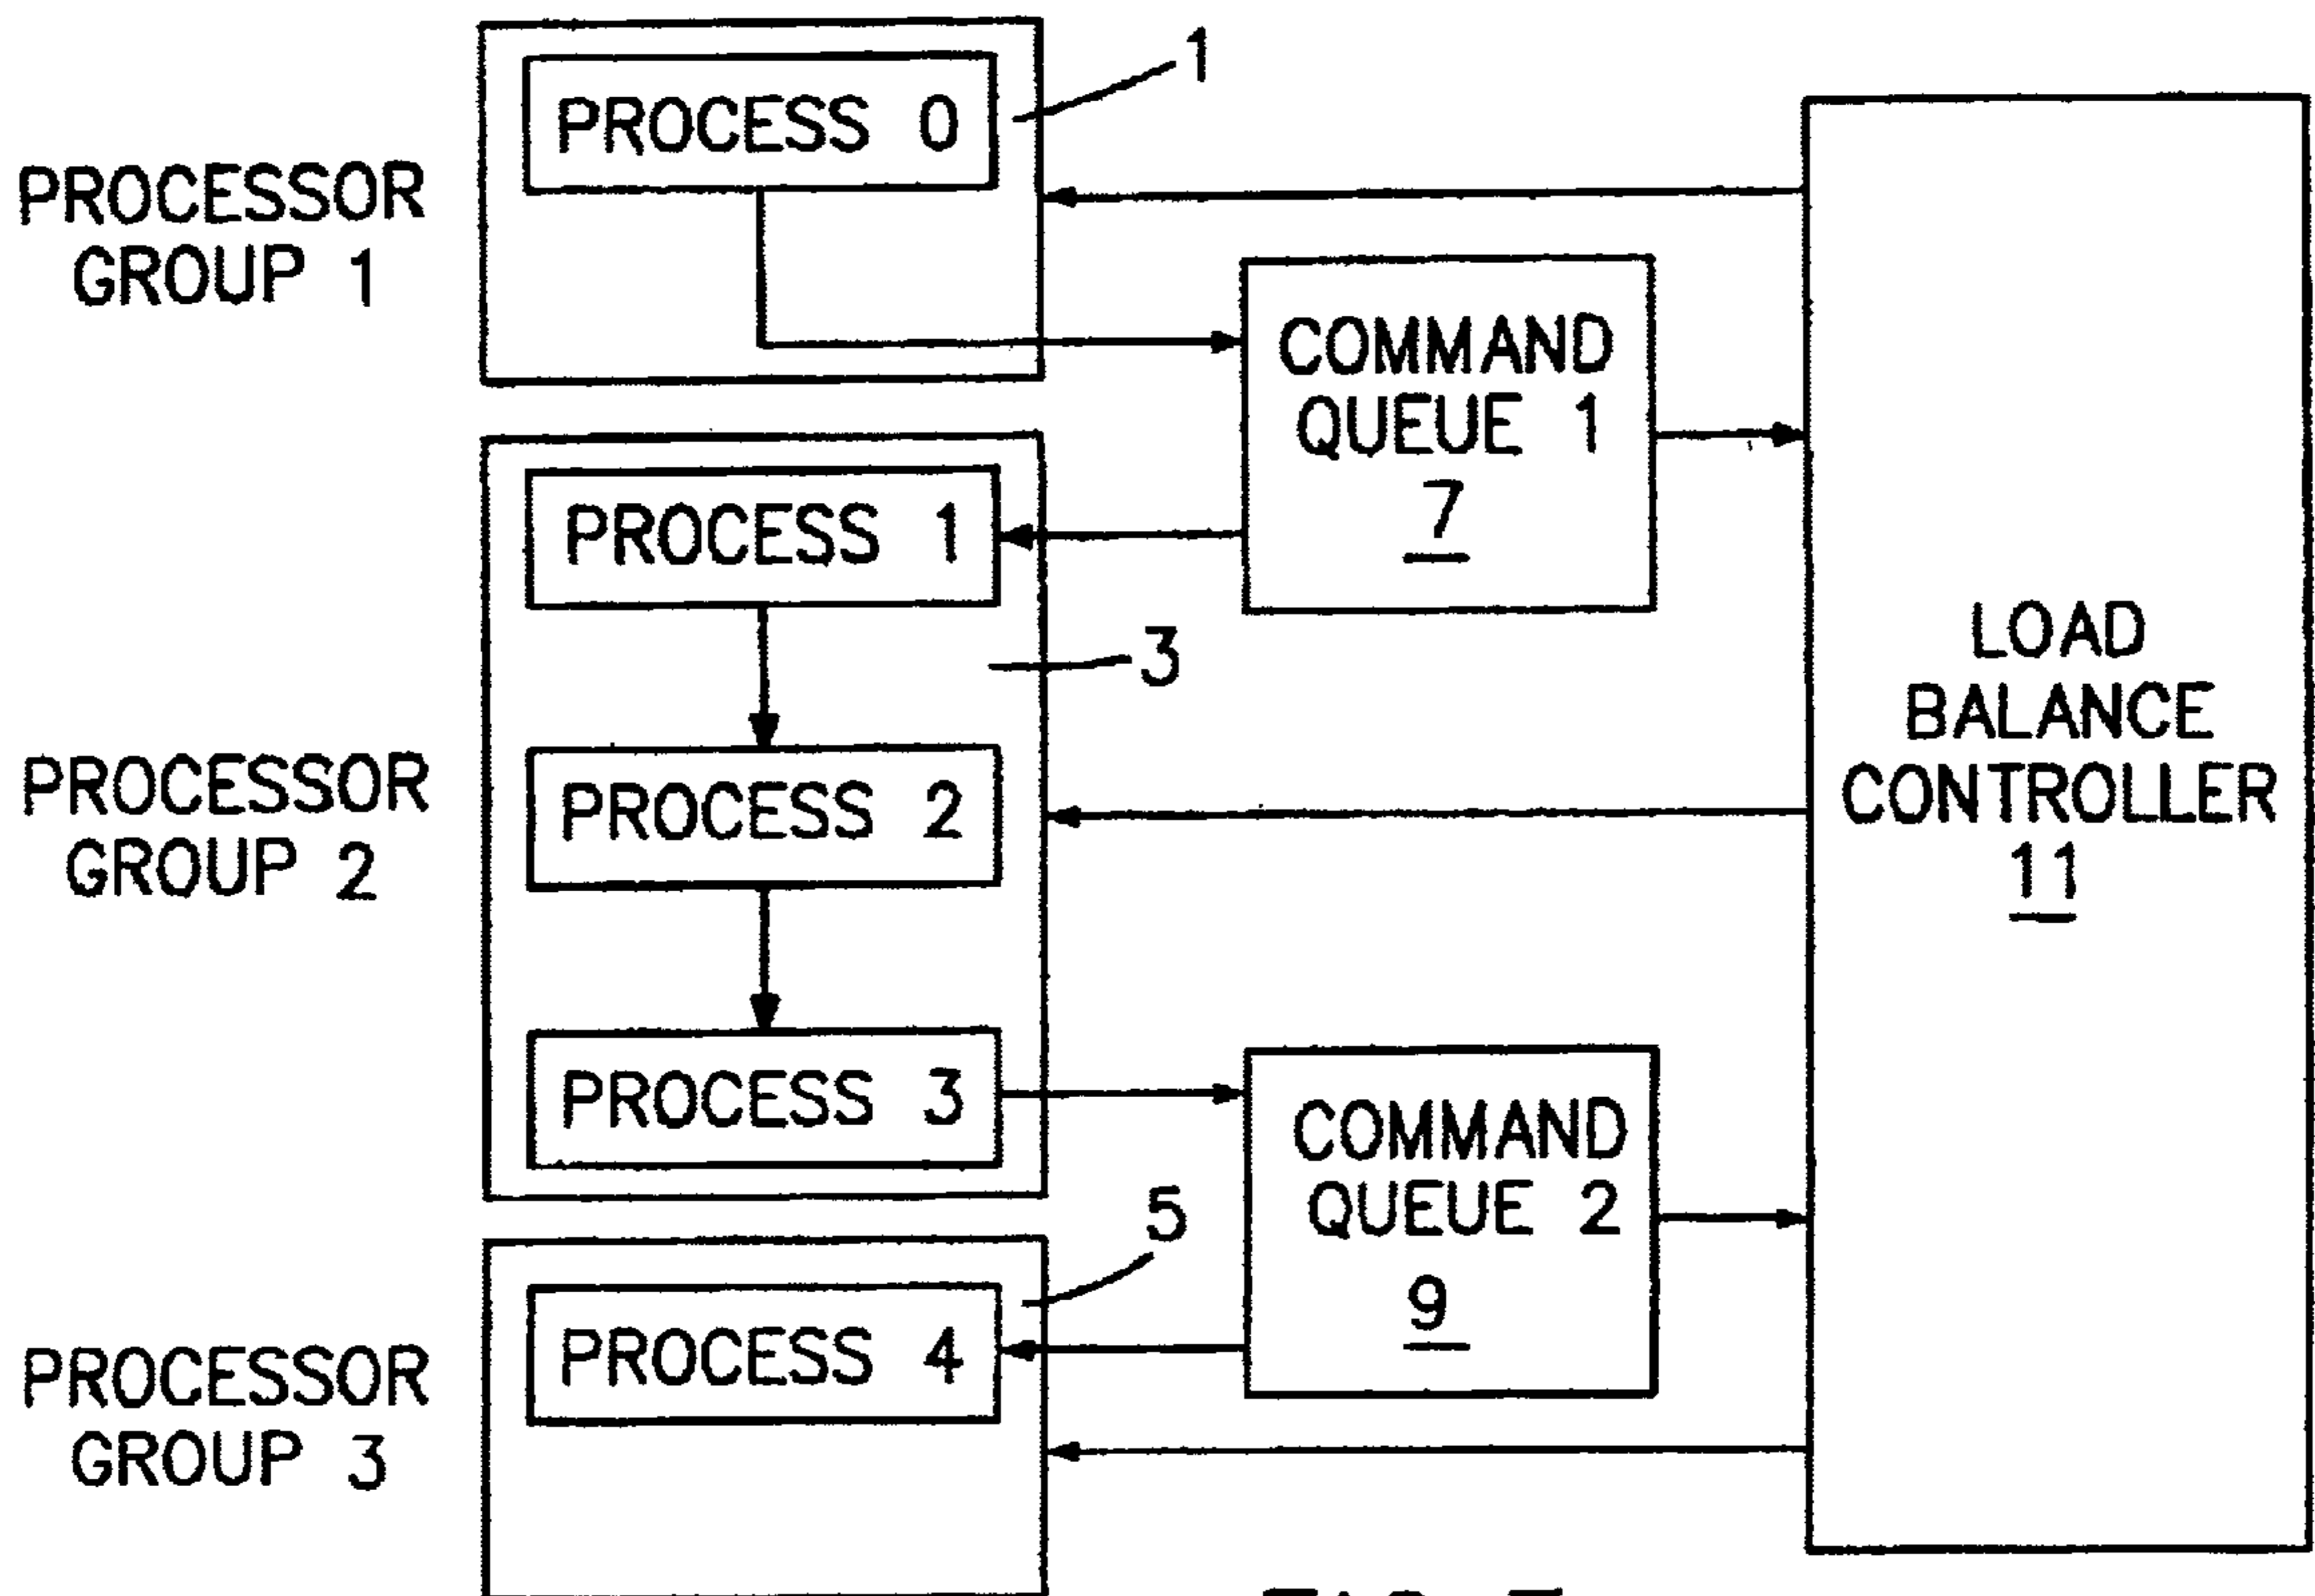 PROCESS 0
1
PROCESSOR
GROUP 1
COMMAND
QUEUE 1
7
PROCESS 1
3
LOAD
BALANCE
CONTROLLER
11
PROCESSOR
GROUP 2
PROCESS 2
PROCESS 3
COMMAND
QUEUE 2
9
5
PROCESSOR
GROUP 3
PROCESS 4